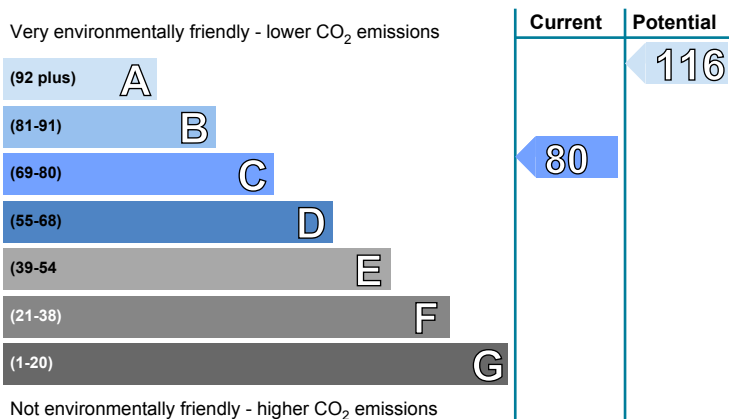 Current Potential
Very environmentally friendly - lower CO2 emissions
(92 plus) A 116
(81-91) B
(69-80) C 80
(55-68) D
(39-54 E
(21-38) F
(1-20) G
Not environmentally friendly - higher CO2 emissions